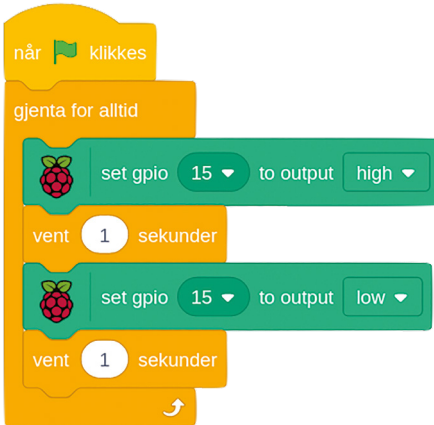 når klikkes
gjenta for alltid
set gpio 15 to output high
vent 1 sekunder
set gpio 15 to output low
vent 1 sekunder